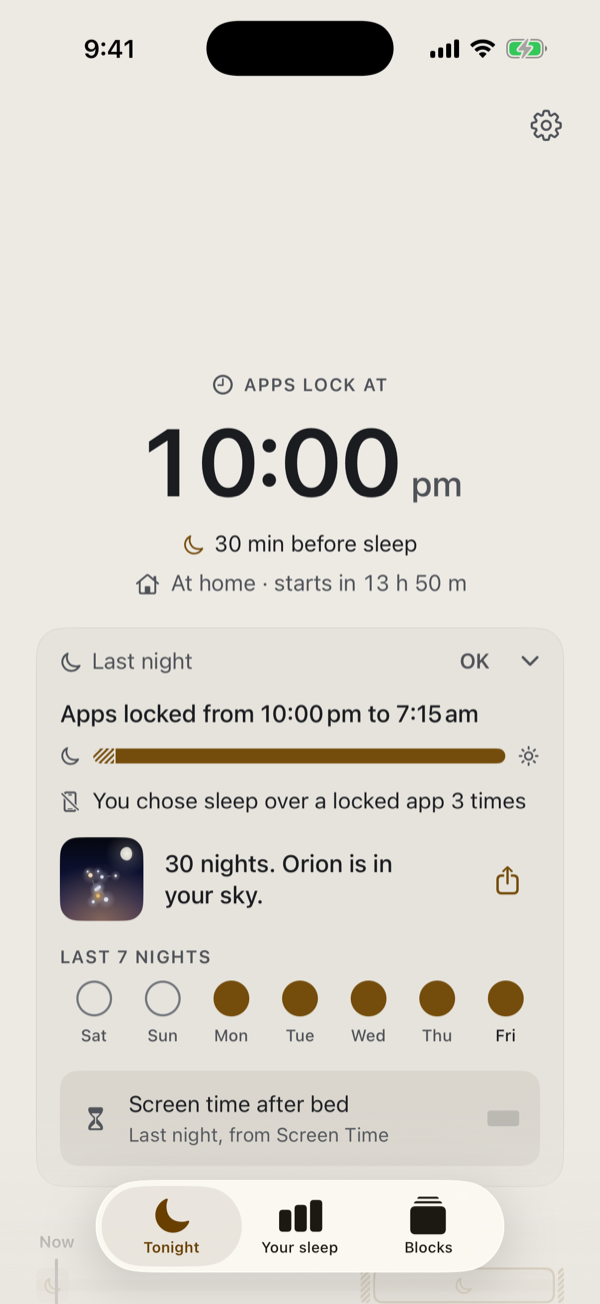 9:41
APPS LOCK AT
10:00 pm
30 min before sleep
At home · starts in 13 h 50 m
Last night
OK
Apps locked from 10:00 pm to 7:15 am
You chose sleep over a locked app 3 times
30 nights. Orion is in
your sky.
LAST 7 NIGHTS
Sat Sun Mon Tue Wed Thu Fri
Screen time after bed
Last night, from Screen Time
Now
Tonight Your sleep Blocks